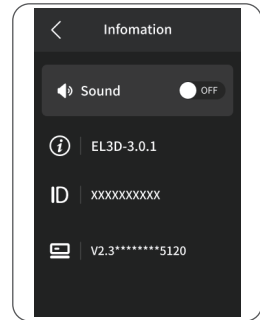 Infomation
Sound OFF
EL3D-3.0.1
ID XXXXXXXXXX
V2.3********5120